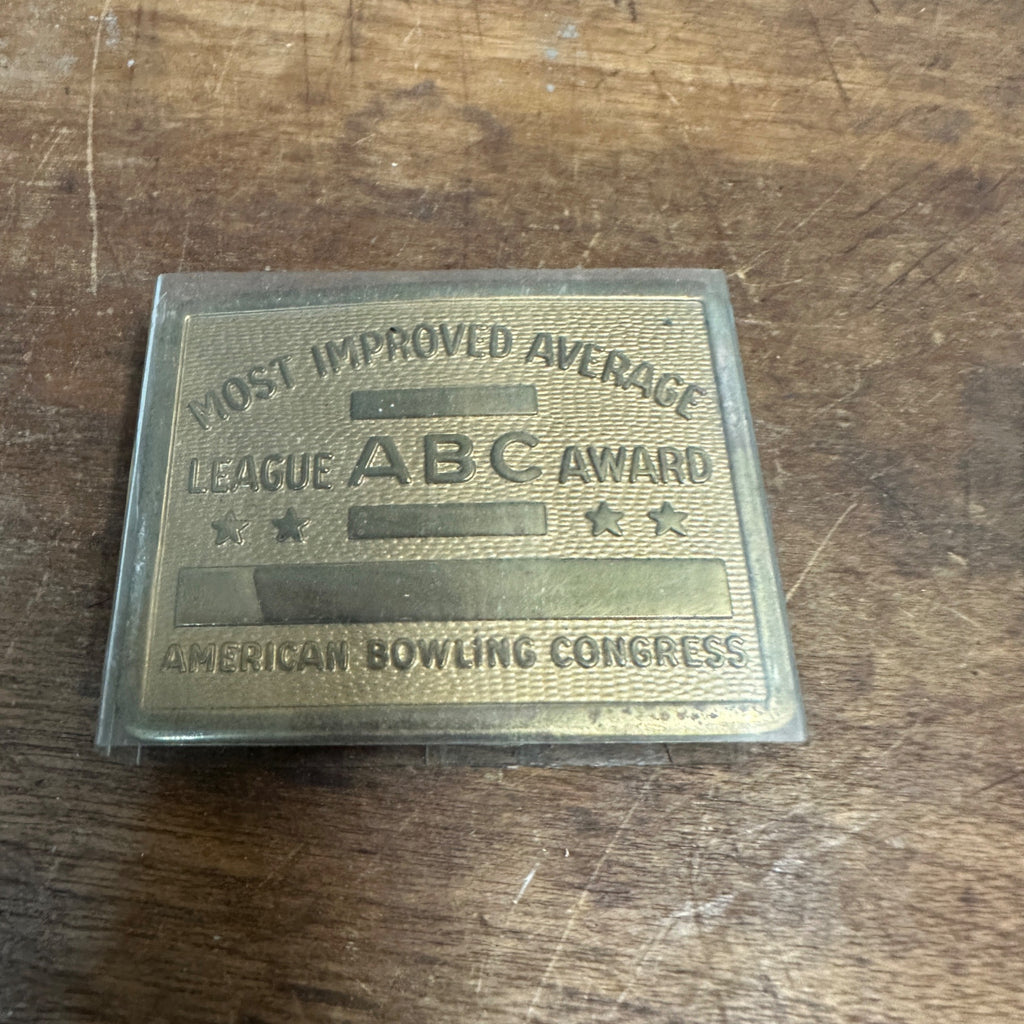 MOST IMPROVED AVERAGE
LEAGUE ABC AWARD
AMERICAN BOWLING CONGRESS